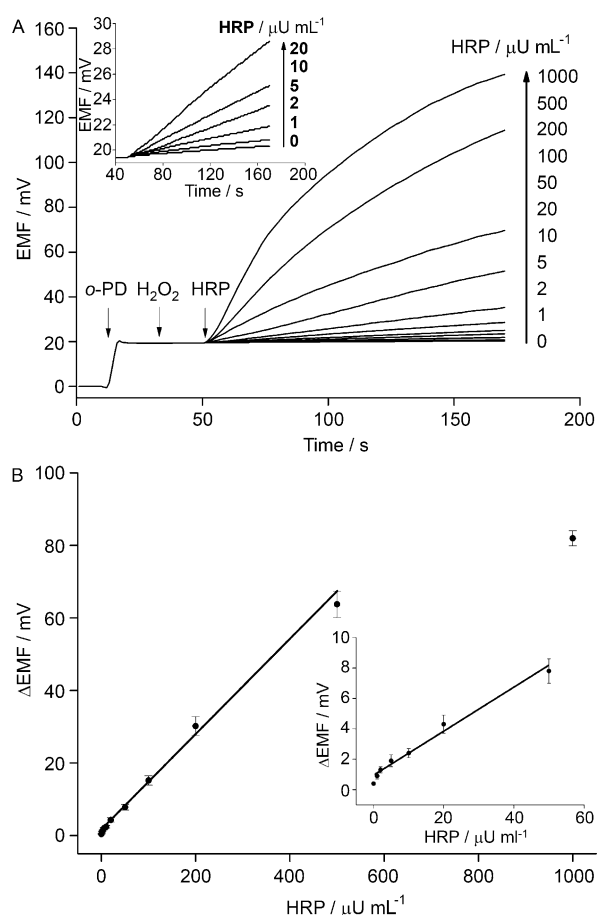 A
160
140
120
100
80
60
40
20
0
EMF / mV
0 50 100 150 200
Time / s
o-PD H₂O₂ HRP
30
28
26
24
22
20
EMF / mV
40 80 120 160 200
Time / s
HRP / μU mL⁻¹
20
10
5
2
1
0
HRP / μU mL⁻¹
1000
500
200
100
50
20
10
5
2
1
0
B
100
80
60
40
20
0
ΔEMF / mV
0 200 400 600 800 1000
HRP / μU mL⁻¹
10
8
6
4
2
0
ΔEMF / mV
0 20 40 60
HRP / μU ml⁻¹